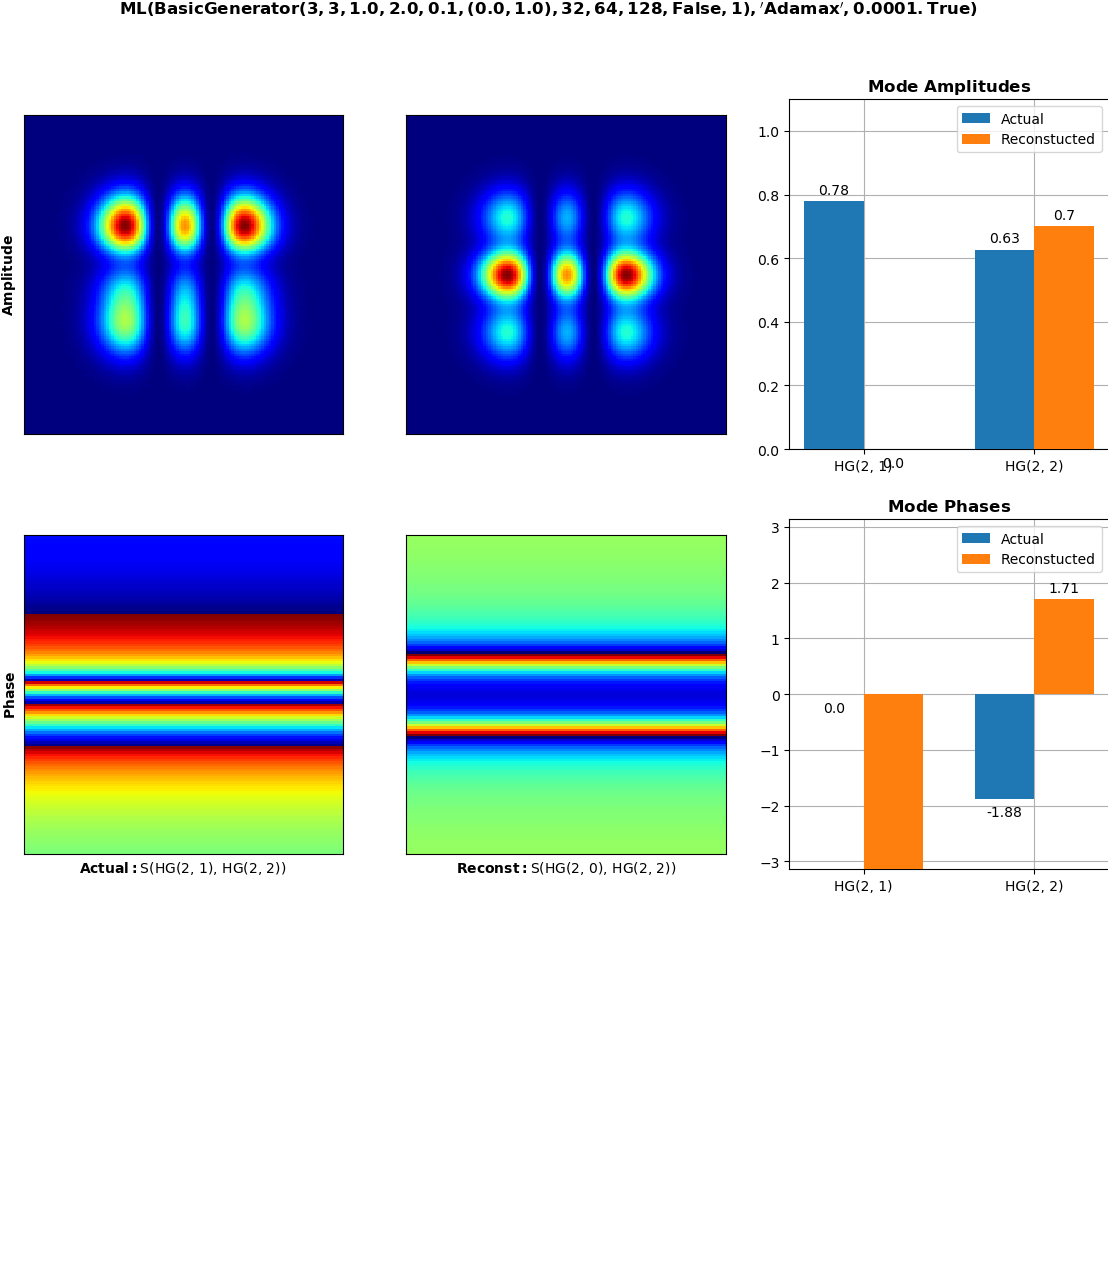 ML(BasicGenerator(3, 3, 1.0, 2.0, 0.1, (0.0, 1.0), 32, 64, 128, False, 1), 'Adamax', 0.0001. True)
Mode Amplitudes
Amplitude
Actual
Reconstucted
1.0
0.8
0.6
0.4
0.2
0.0
0.78
0.0
0.63
0.7
HG(2, 1)
HG(2, 2)
Mode Phases
Phase
Actual
Reconstucted
3
2
1
0
−1
−2
−3
0.0
-1.88
1.71
HG(2, 1)
HG(2, 2)
Actual: S(HG(2, 1), HG(2, 2))
Reconst: S(HG(2, 0), HG(2, 2))